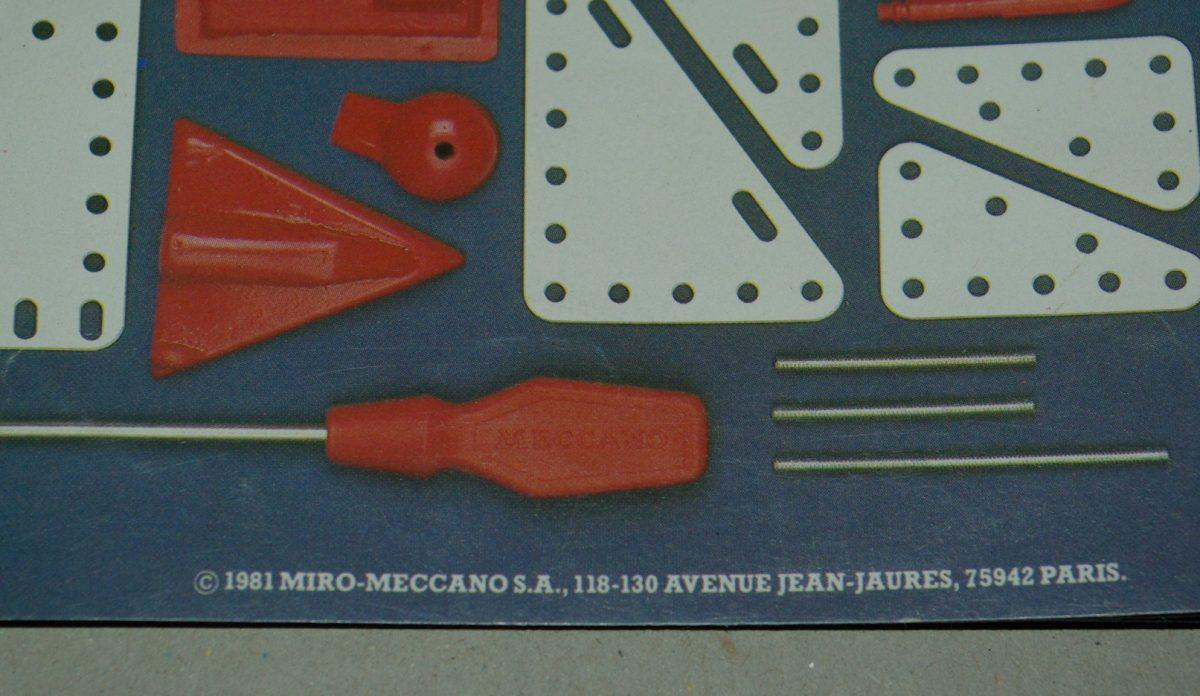 MECCANO
© 1981 MIRO-MECCANO S.A., 118-130 AVENUE JEAN-JAURES, 75942 PARIS.